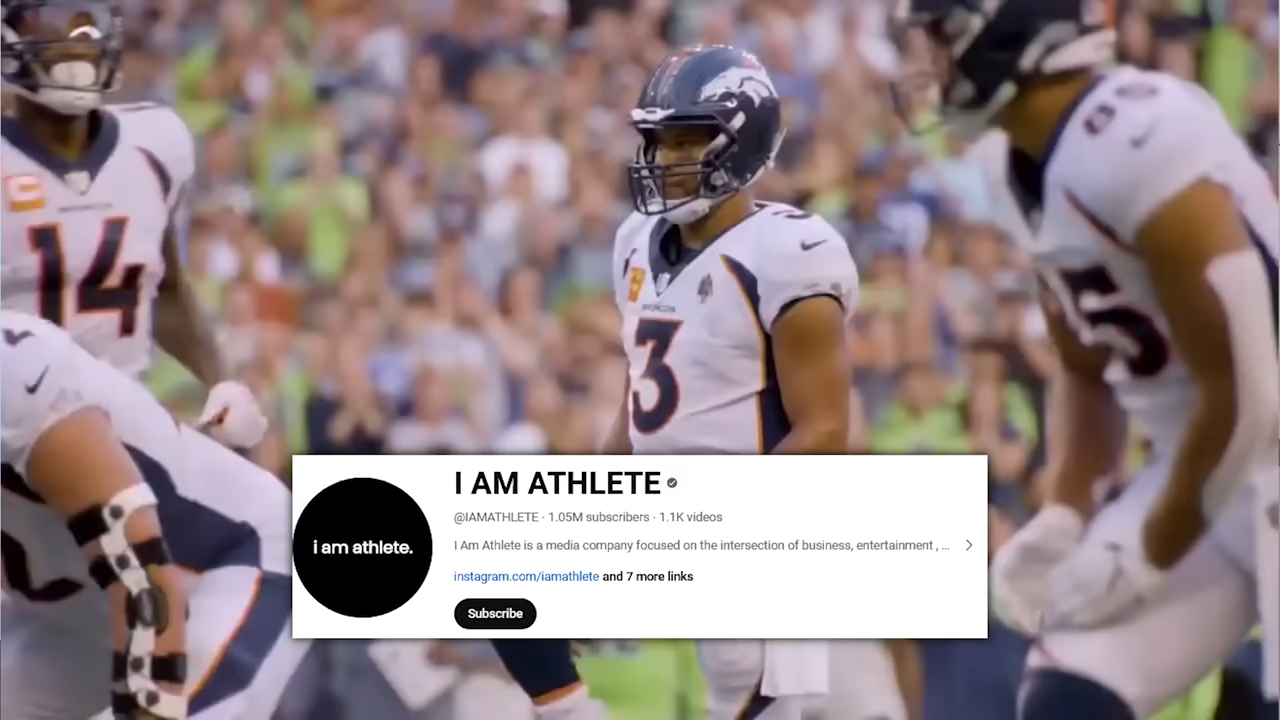 14
3
5
I AM ATHLETE
@IAMATHLETE · 1.05M subscribers · 1.1K videos
i am athlete.
I Am Athlete is a media company focused on the intersection of business, entertainment , ...
instagram.com/iamathlete and 7 more links
Subscribe